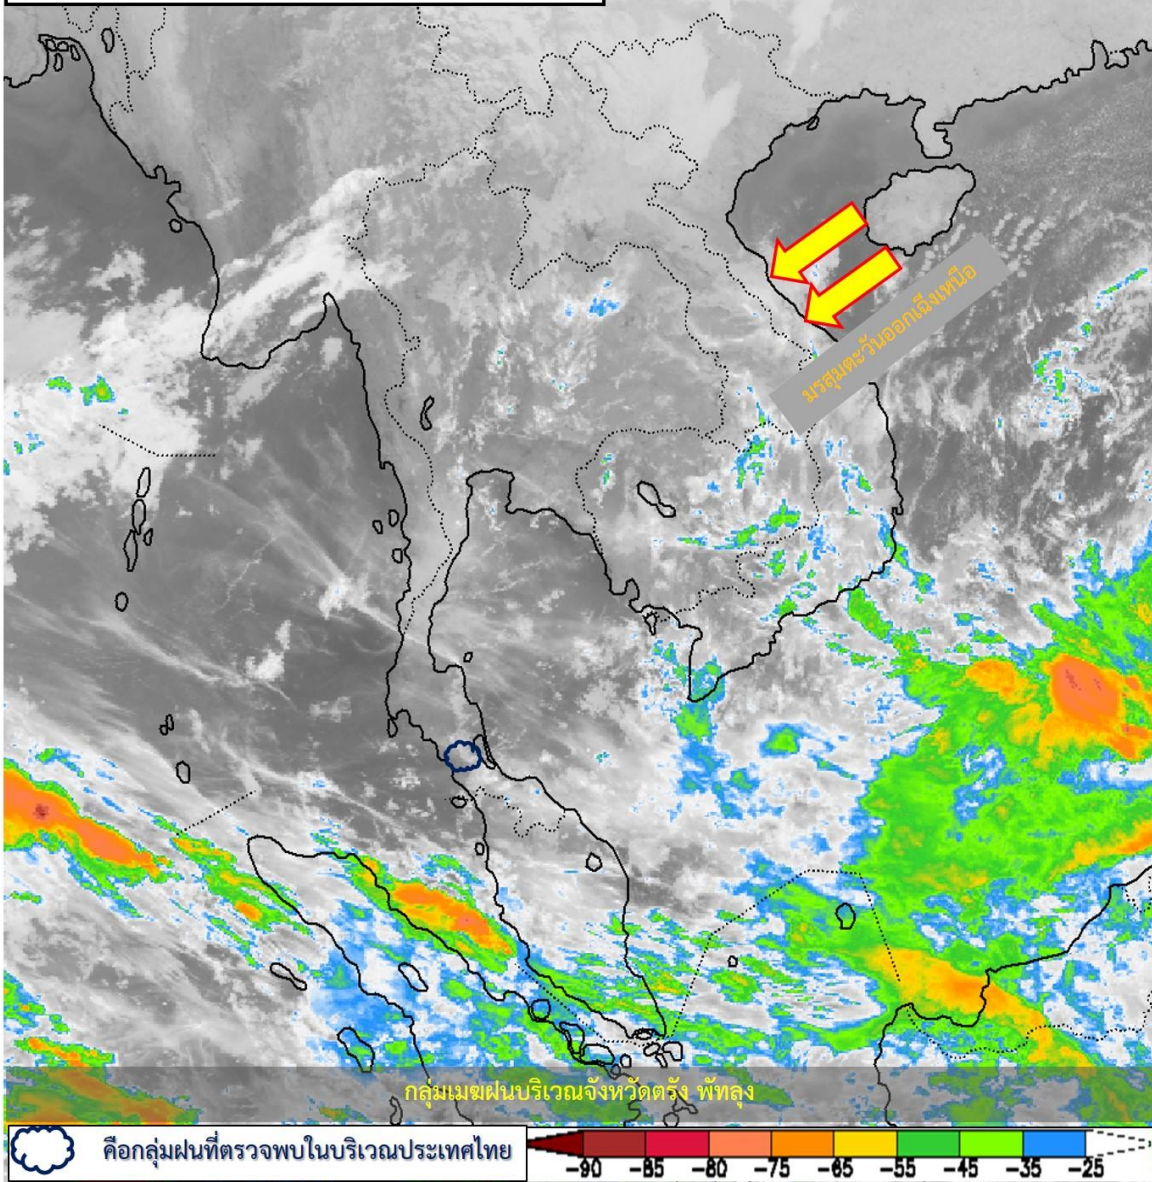 มรสุมตะวันออกเฉียงเหนือ
กลุ่มเมฆฝนบริเวณจังหวัดตรัง พัทลุง
คือกลุ่มฝนที่ตรวจพบในบริเวณประเทศไทย
-90 -85 -80 -75 -65 -55 -45 -35 -25